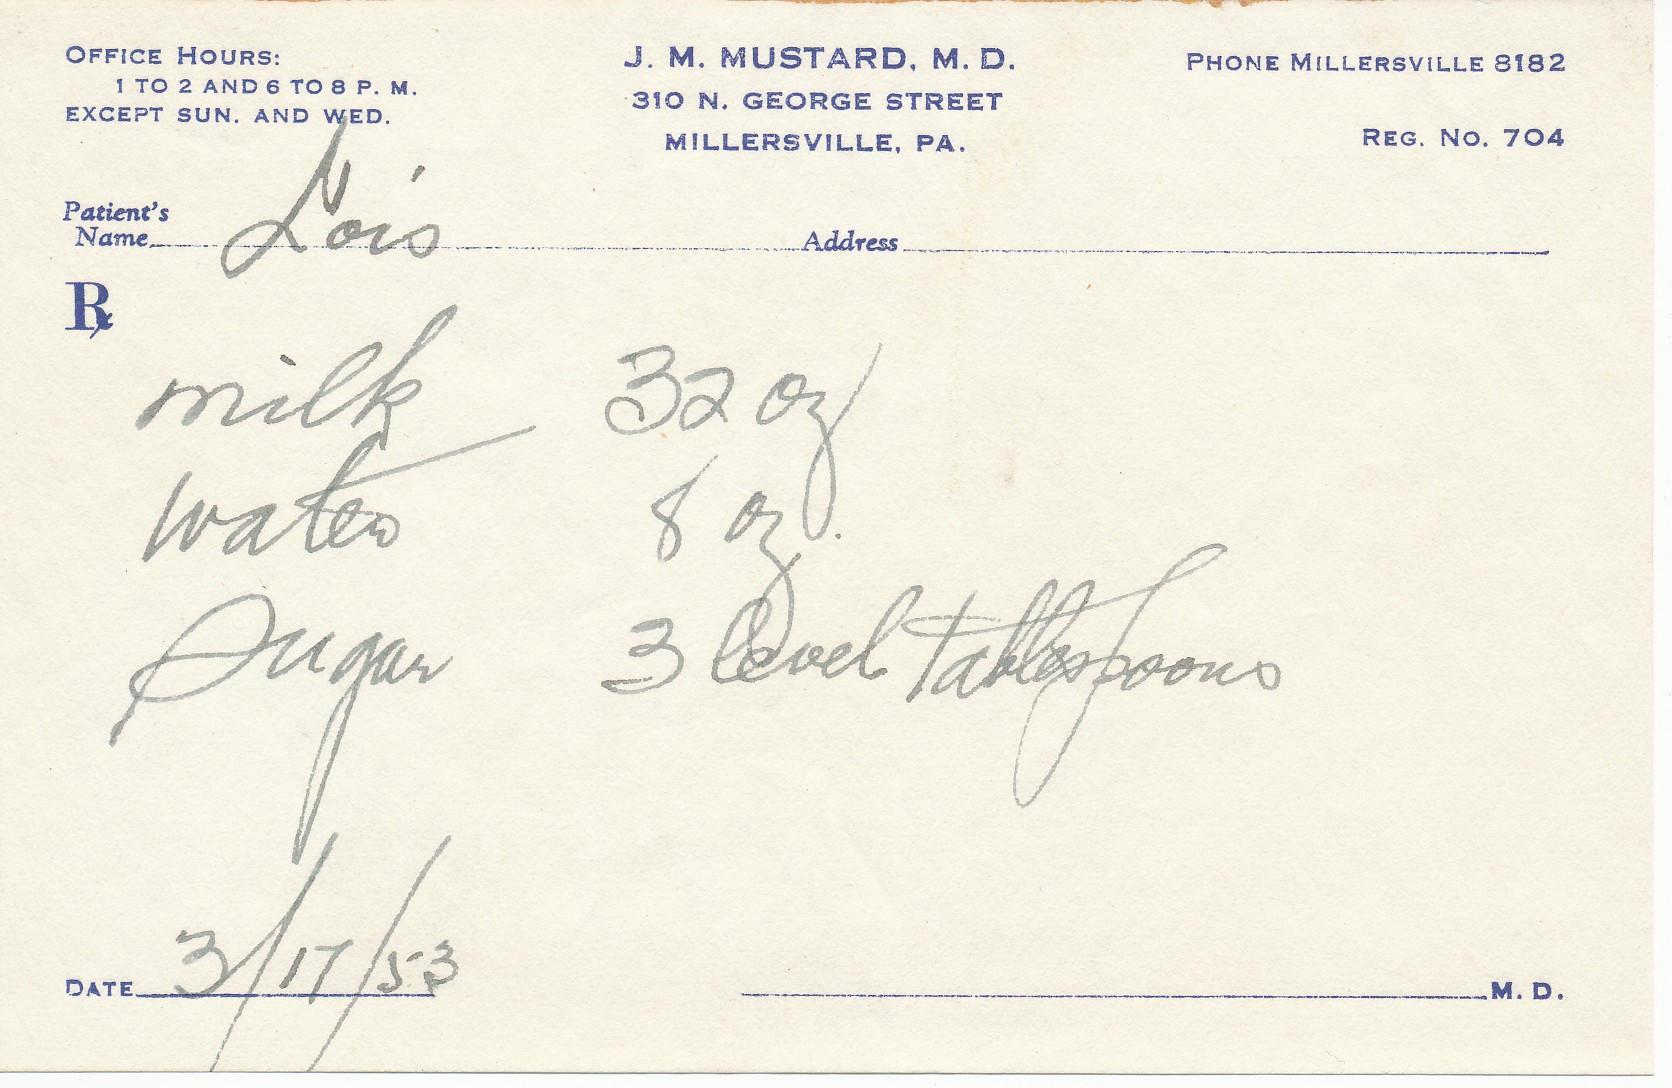 OFFICE HOURS:
1 TO 2 AND 6 TO 8 P. M.
EXCEPT SUN. AND WED.
J. M. MUSTARD, M. D.
310 N. GEORGE STREET
MILLERSVILLE, PA.
PHONE MILLERSVILLE 8182
REG. NO. 704
Patient's
Name Lois Address
Rx
milk 32 oz
water 8 oz.
Sugar 3 level tablespoons
DATE 3/17/53 M. D.